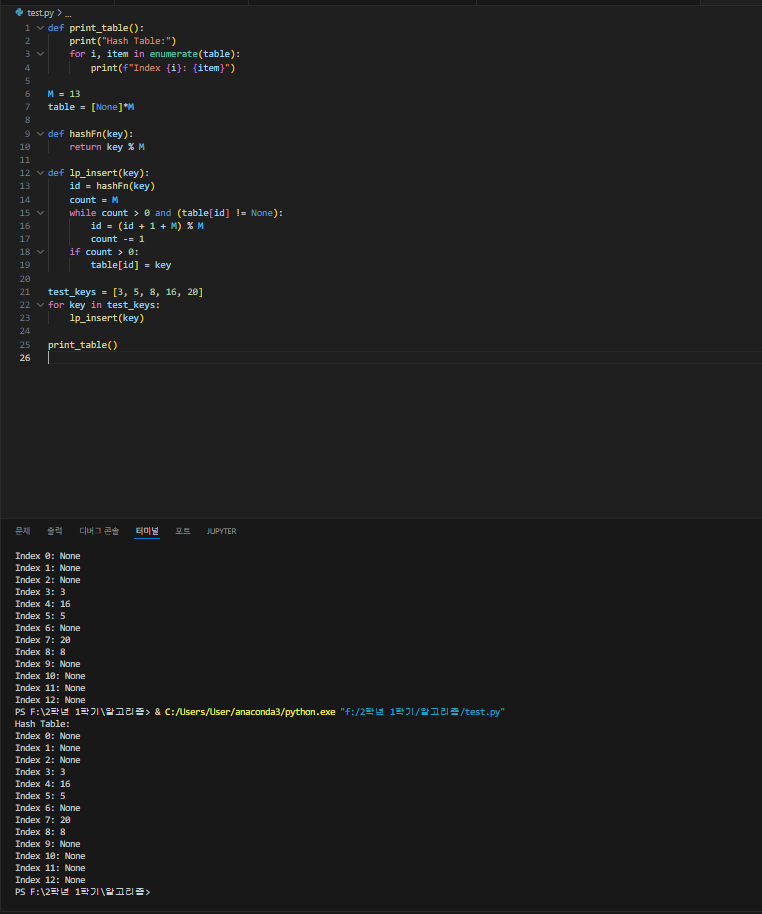 test.py > ...
1 def print_table():
2 print("Hash Table:")
3 for i, item in enumerate(table):
4 print(f"Index {i}: {item}")
5
6 M = 13
7 table = [None]*M
8
9 def hashFn(key):
10 return key % M
11
12 def lp_insert(key):
13 id = hashFn(key)
14 count = M
15 while count > 0 and (table[id] != None):
16 id = (id + 1 + M) % M
17 count -= 1
18 if count > 0:
19 table[id] = key
20
21 test_keys = [3, 5, 8, 16, 20]
22 for key in test_keys:
23 lp_insert(key)
24
25 print_table()
26
문제 출력 디버그 콘솔 터미널 포트 JUPYTER
Index 0: None
Index 1: None
Index 2: None
Index 3: 3
Index 4: 16
Index 5: 5
Index 6: None
Index 7: 20
Index 8: 8
Index 9: None
Index 10: None
Index 11: None
Index 12: None
PS F:\2학년 1학기\알고리즘> & C:/Users/User/anaconda3/python.exe "f:/2학년 1학기/알고리즘/test.py"
Hash Table:
Index 0: None
Index 1: None
Index 2: None
Index 3: 3
Index 4: 16
Index 5: 5
Index 6: None
Index 7: 20
Index 8: 8
Index 9: None
Index 10: None
Index 11: None
Index 12: None
PS F:\2학년 1학기\알고리즘>